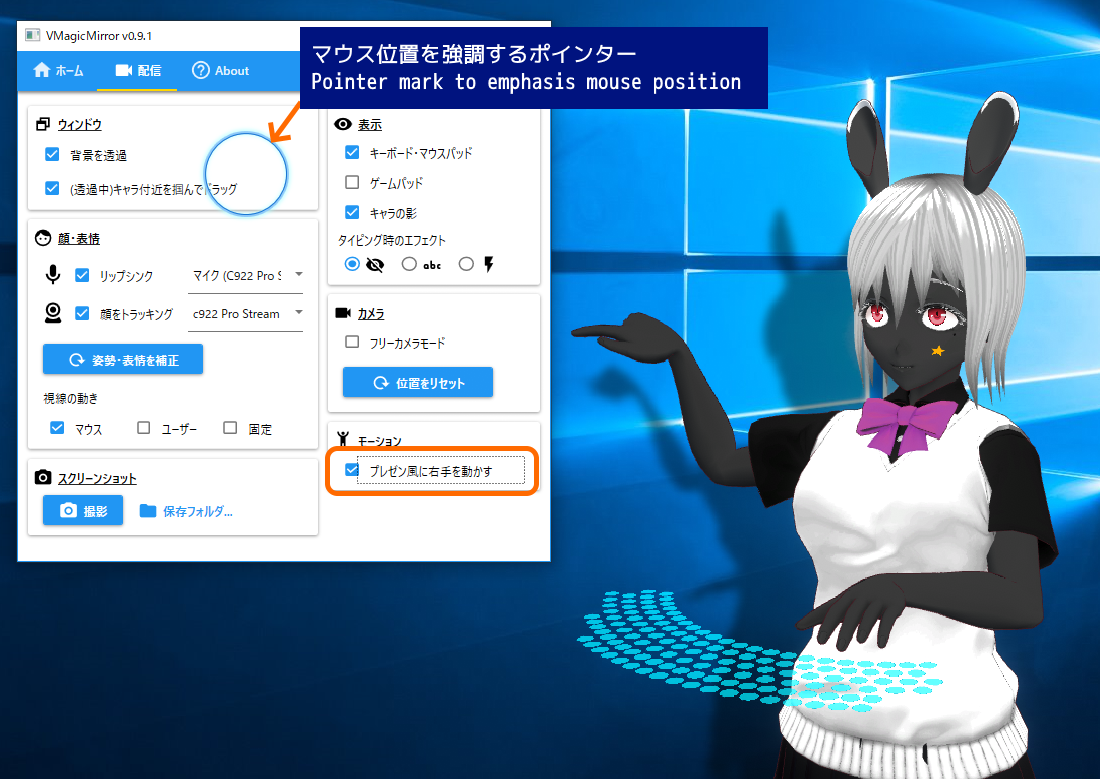 VMagicMirror v0.9.1
マウス位置を強調するポインター
Pointer mark to emphasis mouse position
ホーム
配信
About
ウィンドウ
背景を透過
(透過中)キャラ付近を掴んでドラッグ
顔・表情
リップシンク
マイク (C922 Pro S
顔をトラッキング
c922 Pro Stream
姿勢・表情を補正
視線の動き
マウス
ユーザー
固定
スクリーンショット
撮影
保存フォルダ...
表示
キーボード・マウスパッド
ゲームパッド
キャラの影
タイピング時のエフェクト
abc
カメラ
フリーカメラモード
位置をリセット
モーション
プレゼン風に右手を動かす